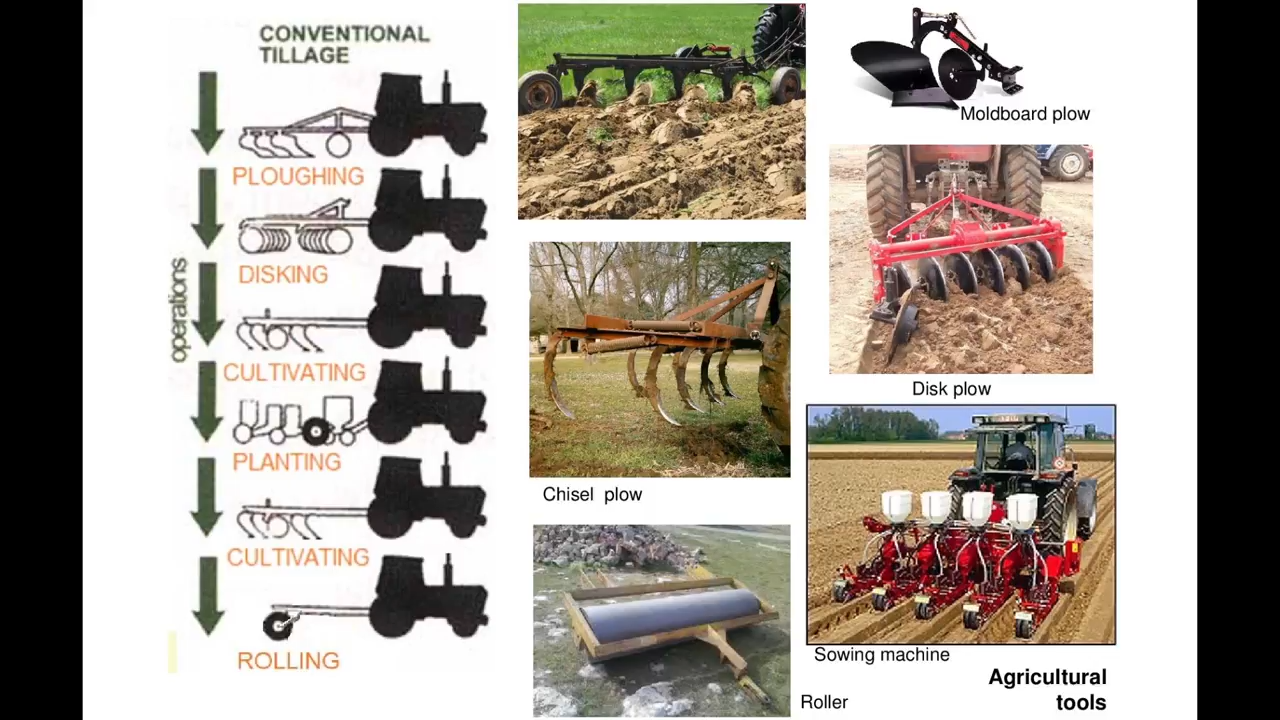 CONVENTIONAL
TILLAGE
operations
PLOUGHING
DISKING
CULTIVATING
PLANTING
CULTIVATING
ROLLING
Moldboard plow
Disk plow
Chisel plow
Sowing machine
Roller
Agricultural
tools